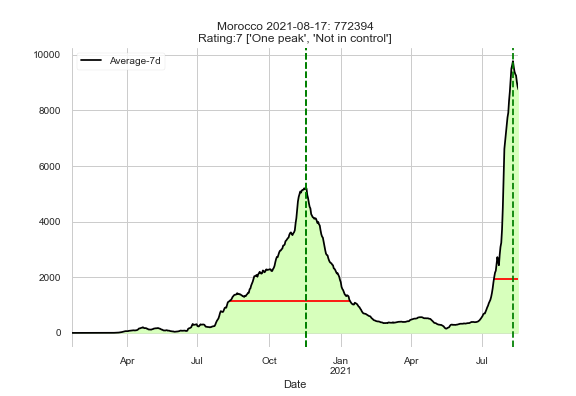 Morocco 2021-08-17: 772394
Rating:7 ['One peak', 'Not in control']
Average-7d
10000
8000
6000
4000
2000
0
Apr Jul Oct Jan Apr Jul
2021
Date